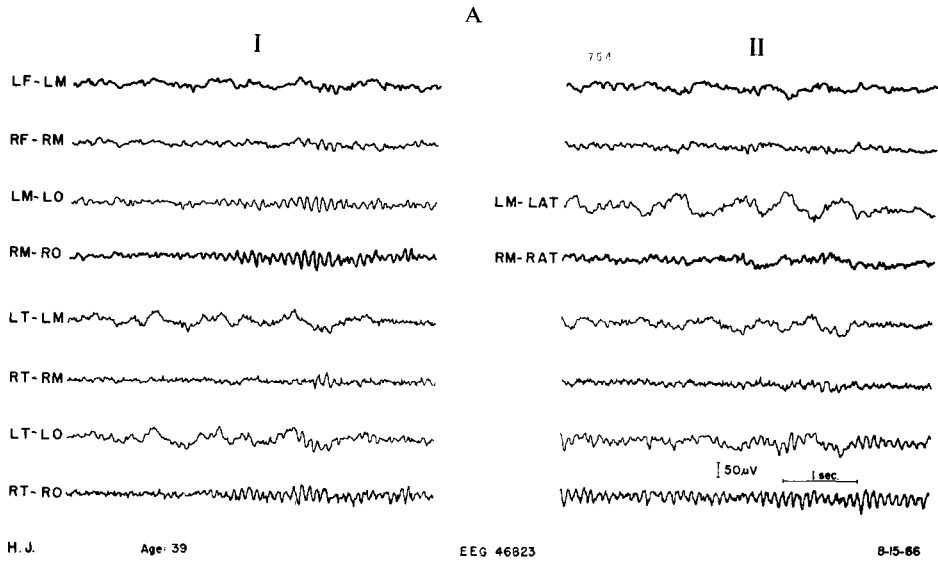 A
I II
754
LF-LM
RF-RM
LM-LO LM-LAT
RM-RO RM-RAT
LT-LM
RT-RM
LT-LO
50µV 1 sec.
RT-RO
H.J. Age: 39 EEG 46823 8-15-66